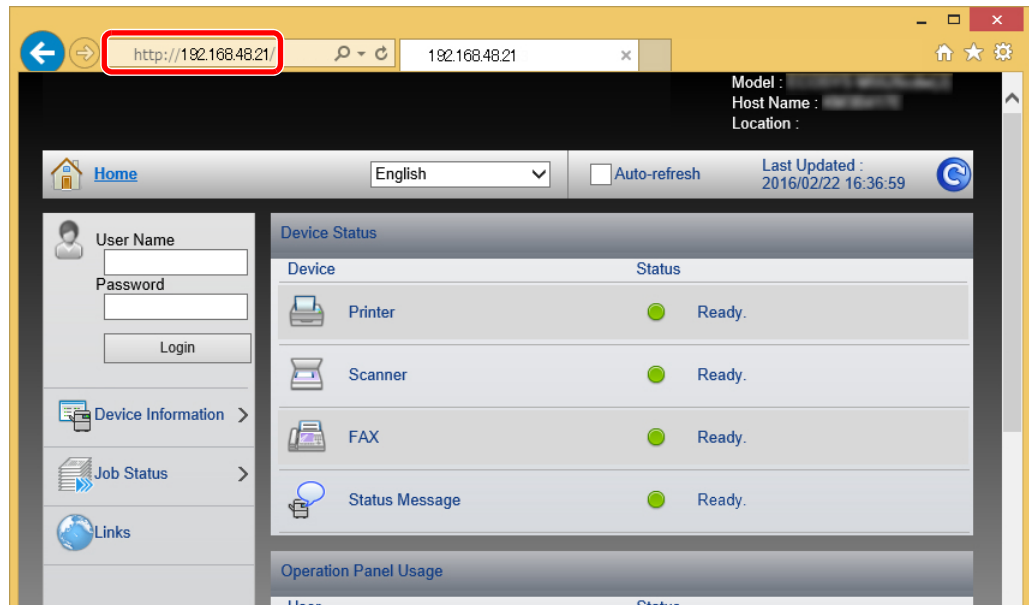 http://192.168.48.21/
192.168.48.21
Model :
Host Name :
Location :
Home
English
Auto-refresh
Last Updated :
2016/02/22 16:36:59
User Name
Password
Login
Device Information
Job Status
Links
Device Status
Device Status
Printer Ready.
Scanner Ready.
FAX Ready.
Status Message Ready.
Operation Panel Usage
User Status